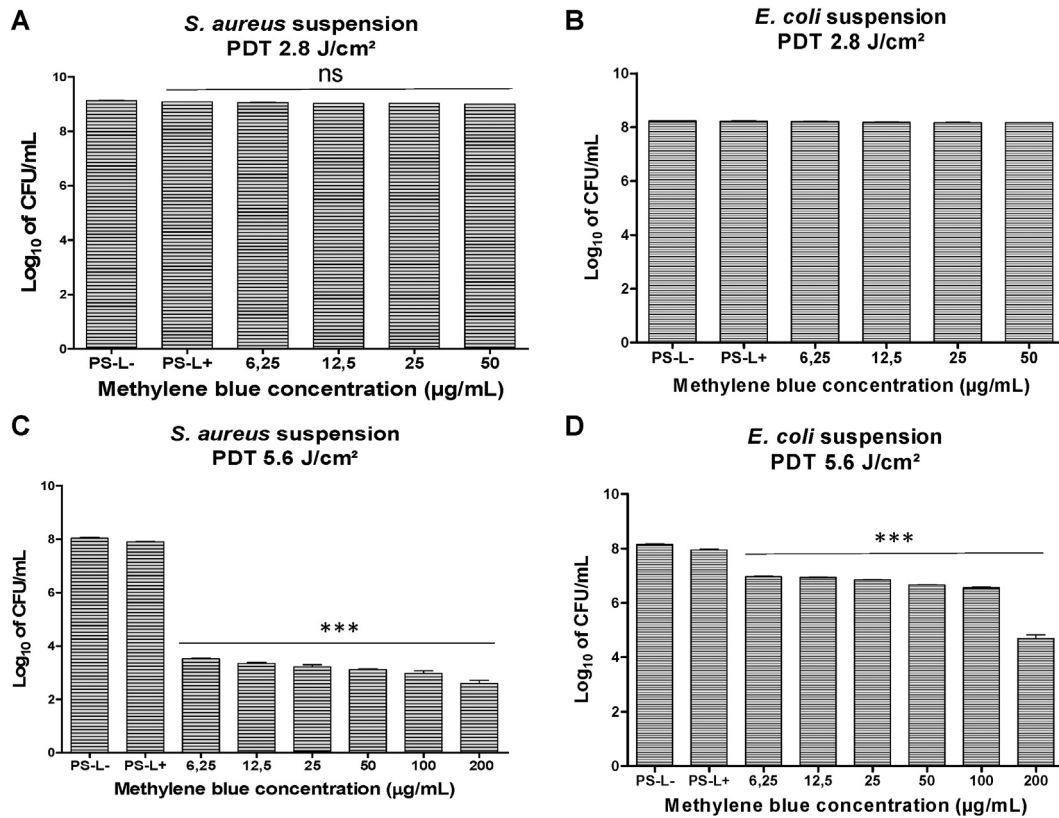 A
S. aureus suspension
PDT 2.8 J/cm²
ns
10
8
6
4
2
0
Log₁₀ of CFU/mL
PS-L- PS-L+ 6,25 12,5 25 50
Methylene blue concentration (µg/mL)
B
E. coli suspension
PDT 2.8 J/cm²
10
8
6
4
2
0
Log₁₀ of CFU/mL
PS-L- PS-L+ 6,25 12,5 25 50
Methylene blue concentration (µg/mL)
C
S. aureus suspension
PDT 5.6 J/cm²
***
10
8
6
4
2
0
Log₁₀ of CFU/mL
PS-L- PS-L+ 6,25 12,5 25 50 100 200
Methylene blue concentration (µg/mL)
D
E. coli suspension
PDT 5.6 J/cm²
***
10
8
6
4
2
0
Log₁₀ of CFU/mL
PS-L- PS-L+ 6,25 12,5 25 50 100 200
Methylene blue concentration (µg/mL)